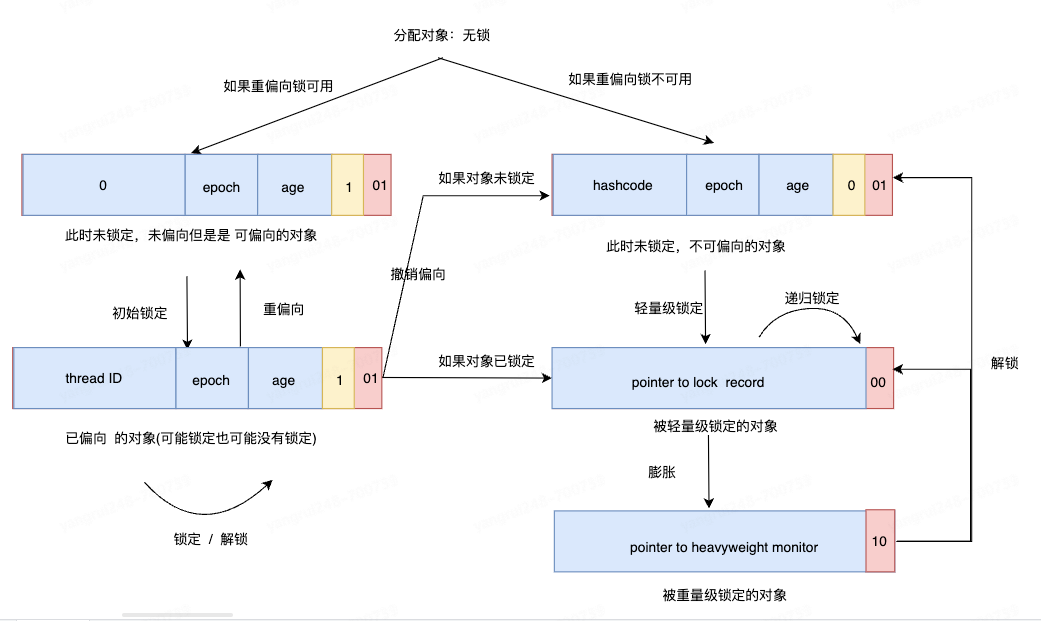 分配对象：无锁
如果重偏向锁可用
如果重偏向锁不可用
0 epoch age 1 01
此时未锁定，未偏向但是是 可偏向的对象
初始锁定
重偏向
thread ID epoch age 1 01
已偏向 的对象(可能锁定也可能没有锁定)
锁定 / 解锁
如果对象未锁定
撤销偏向
如果对象已锁定
hashcode epoch age 0 01
此时未锁定，不可偏向的对象
轻量级锁定
递归锁定
pointer to lock record 00
被轻量级锁定的对象
膨胀
解锁
pointer to heavyweight monitor 10
被重量级锁定的对象